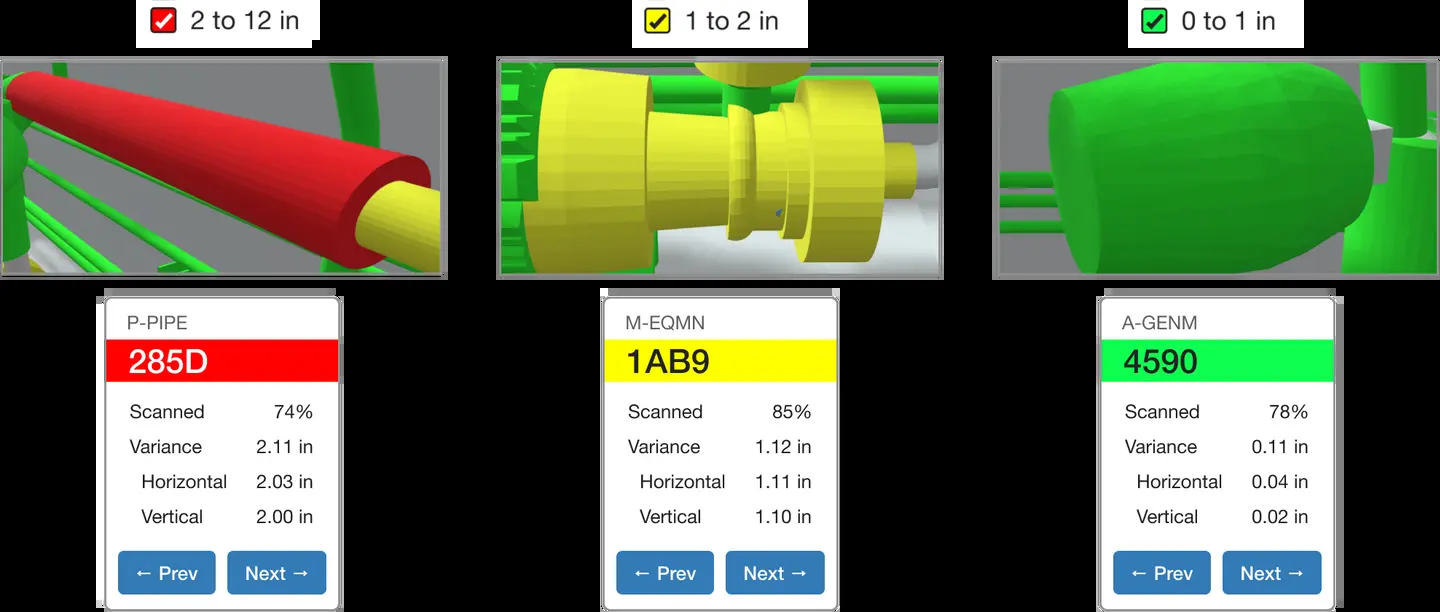 2 to 12 in
1 to 2 in
0 to 1 in
P-PIPE
285D
Scanned 74%
Variance 2.11 in
Horizontal 2.03 in
Vertical 2.00 in
← Prev Next →
M-EQMN
1AB9
Scanned 85%
Variance 1.12 in
Horizontal 1.11 in
Vertical 1.10 in
← Prev Next →
A-GENM
4590
Scanned 78%
Variance 0.11 in
Horizontal 0.04 in
Vertical 0.02 in
← Prev Next →